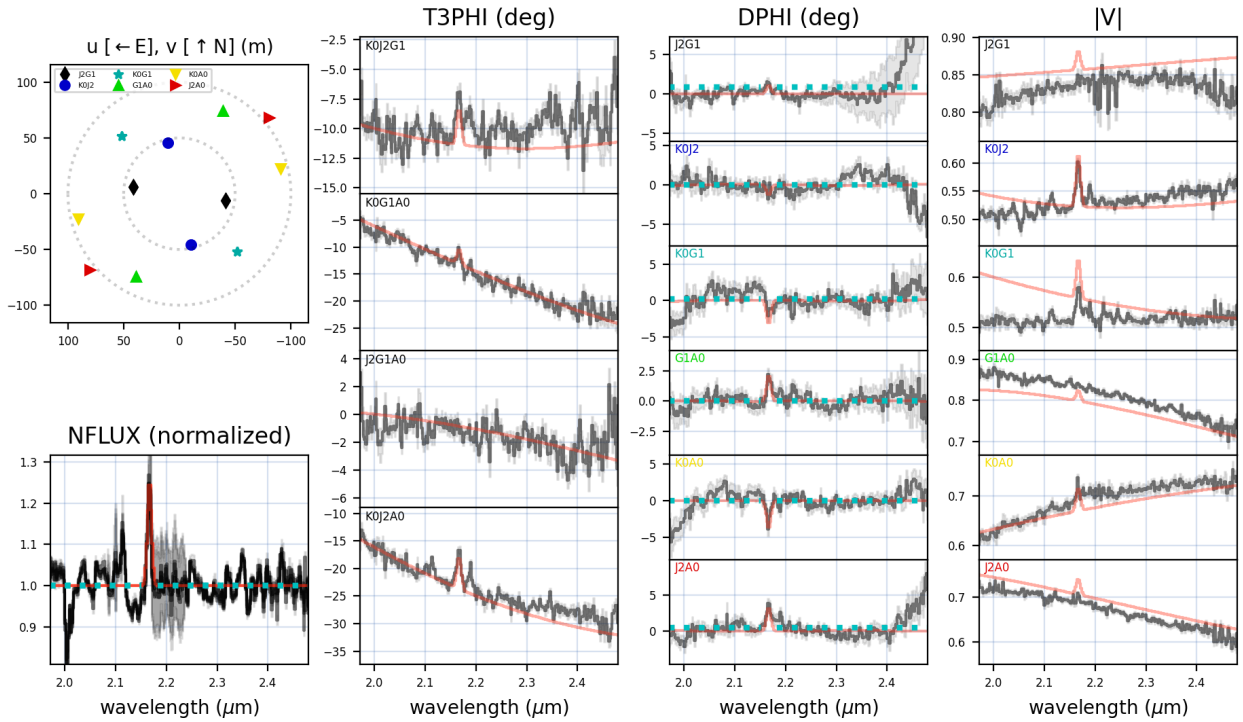 u [←E], v [↑N] (m)
J2G1
K0J2
K0G1
G1A0
K0A0
J2A0
100
50
0
−50
−100
100
50
0
−50
−100
NFLUX (normalized)
1.3
1.2
1.1
1.0
0.9
2.0
2.1
2.2
2.3
2.4
wavelength (μm)
T3PHI (deg)
K0J2G1
−2.5
−5.0
−7.5
−10.0
−12.5
−15.0
K0G1A0
−5
−10
−15
−20
−25
J2G1A0
4
2
0
−2
−4
−6
K0J2A0
−10
−15
−20
−25
−30
−35
2.0
2.1
2.2
2.3
2.4
wavelength (μm)
DPHI (deg)
J2G1
5
0
−5
K0J2
5
0
−5
K0G1
5
0
−5
G1A0
2.5
0.0
−2.5
K0A0
5
0
−5
J2A0
5
0
2.0
2.1
2.2
2.3
2.4
wavelength (μm)
|V|
J2G1
0.90
0.85
0.80
K0J2
0.60
0.55
0.50
K0G1
0.6
0.5
G1A0
0.9
0.8
0.7
K0A0
0.7
0.6
J2A0
0.7
0.6
2.0
2.1
2.2
2.3
2.4
wavelength (μm)